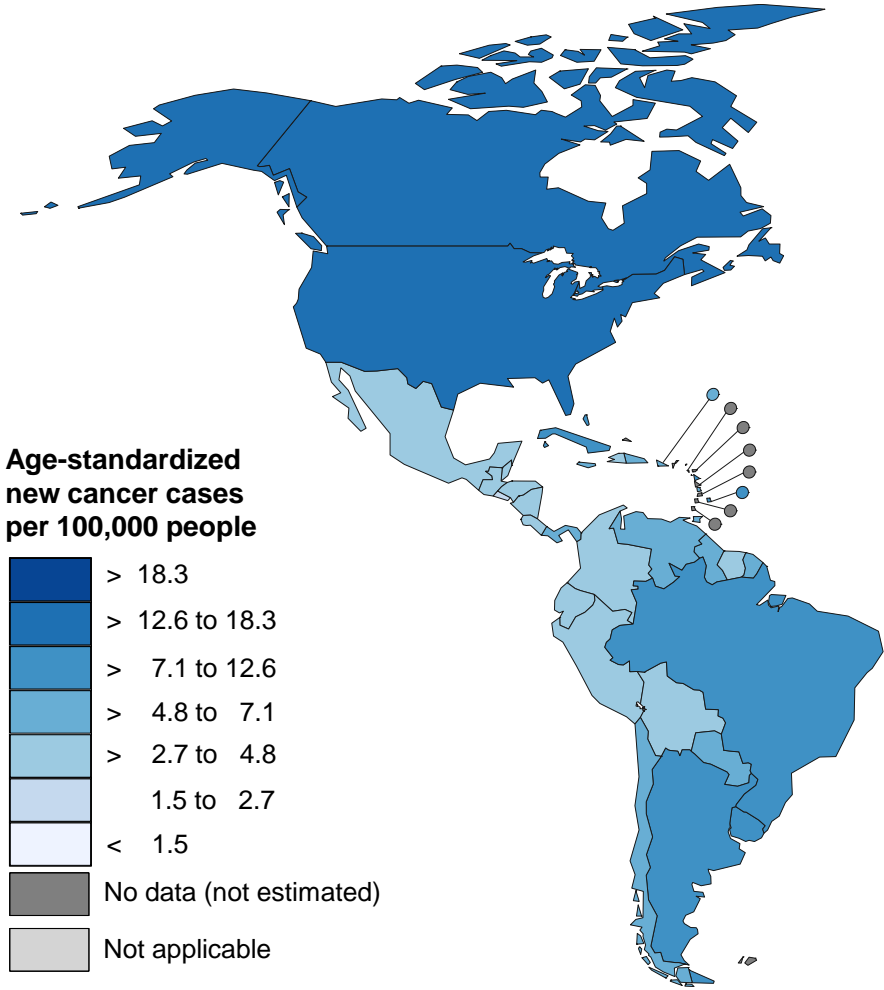 Age-standardized
new cancer cases
per 100,000 people
> 18.3
> 12.6 to 18.3
> 7.1 to 12.6
> 4.8 to 7.1
> 2.7 to 4.8
1.5 to 2.7
< 1.5
No data (not estimated)
Not applicable